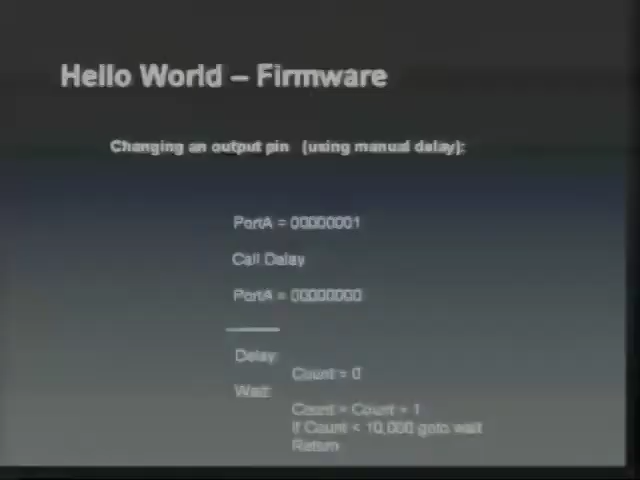 Hello World – Firmware
Changing an output pin (using manual delay):
PortA = 00000001
Call Delay
PortA = 00000000
Delay:
Count = 0
Wait:
Count = Count + 1
If Count < 10,000 goto wait
Return